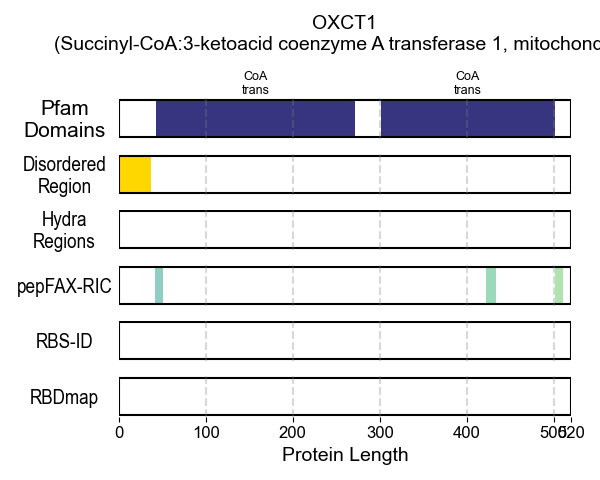 OXCT1
(Succinyl-CoA:3-ketoacid coenzyme A transferase 1, mitochond
CoA
trans
CoA
trans
Pfam
Domains
Disordered
Region
Hydra
Regions
pepFAX-RIC
RBS-ID
RBDmap
0 100 200 300 400 500 520
Protein Length